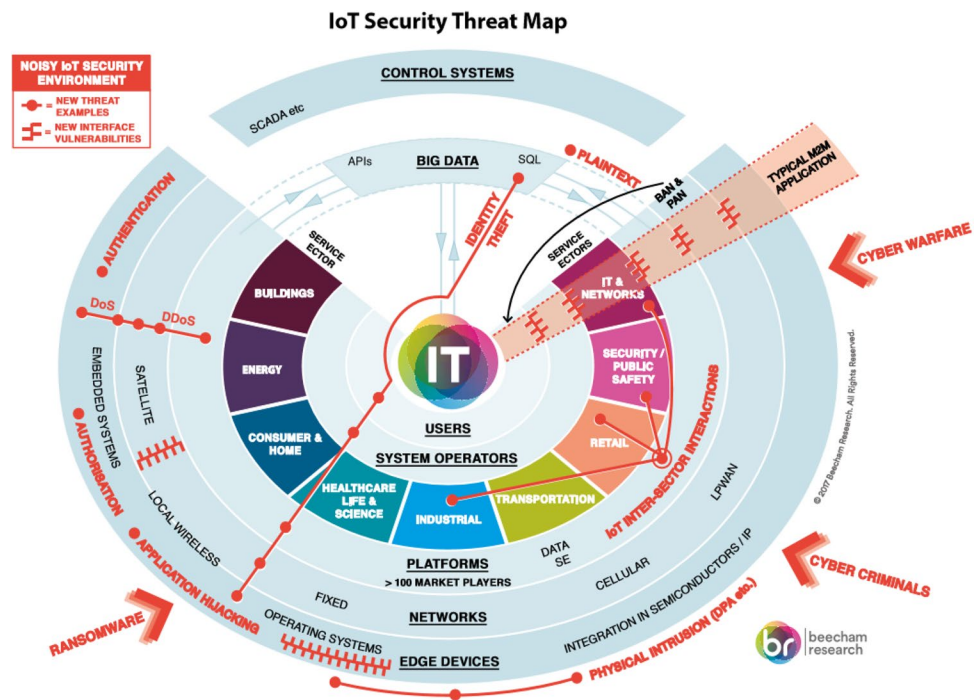 IoT Security Threat Map
NOISY IoT SECURITY
ENVIRONMENT
= NEW THREAT
EXAMPLES
= NEW INTERFACE
VULNERABILITIES
CONTROL SYSTEMS
SCADA etc
APIs
BIG DATA
SQL
PLAINTEXT
BAN &
PAN
TYPICAL M2M
APPLICATION
IDENTITY
THEFT
AUTHENTICATION
SERVICE
ECTOR
SERVICE
ECTORS
CYBER WARFARE
BUILDINGS
IT &
NETWORKS
DoS
DDoS
ENERGY
IT
SECURITY /
PUBLIC
SAFETY
EMBEDDED SYSTEMS
SATELLITE
CONSUMER &
HOME
USERS
RETAIL
SYSTEM OPERATORS
IoT INTER-SECTOR INTERACTIONS
AUTHORISATION
HEALTHCARE
LIFE &
SCIENCE
INDUSTRIAL
TRANSPORTATION
LPWAN
LOCAL WIRELESS
PLATFORMS
> 100 MARKET PLAYERS
DATA
SE
CELLULAR
APPLICATION HIJACKING
FIXED
NETWORKS
INTEGRATION IN SEMICONDUCTORS / IP
CYBER CRIMINALS
RANSOMWARE
OPERATING SYSTEMS
EDGE DEVICES
PHYSICAL INTRUSION (DPA etc.)
br beecham
research
© 2017 Beecham Research. All Rights Reserved.